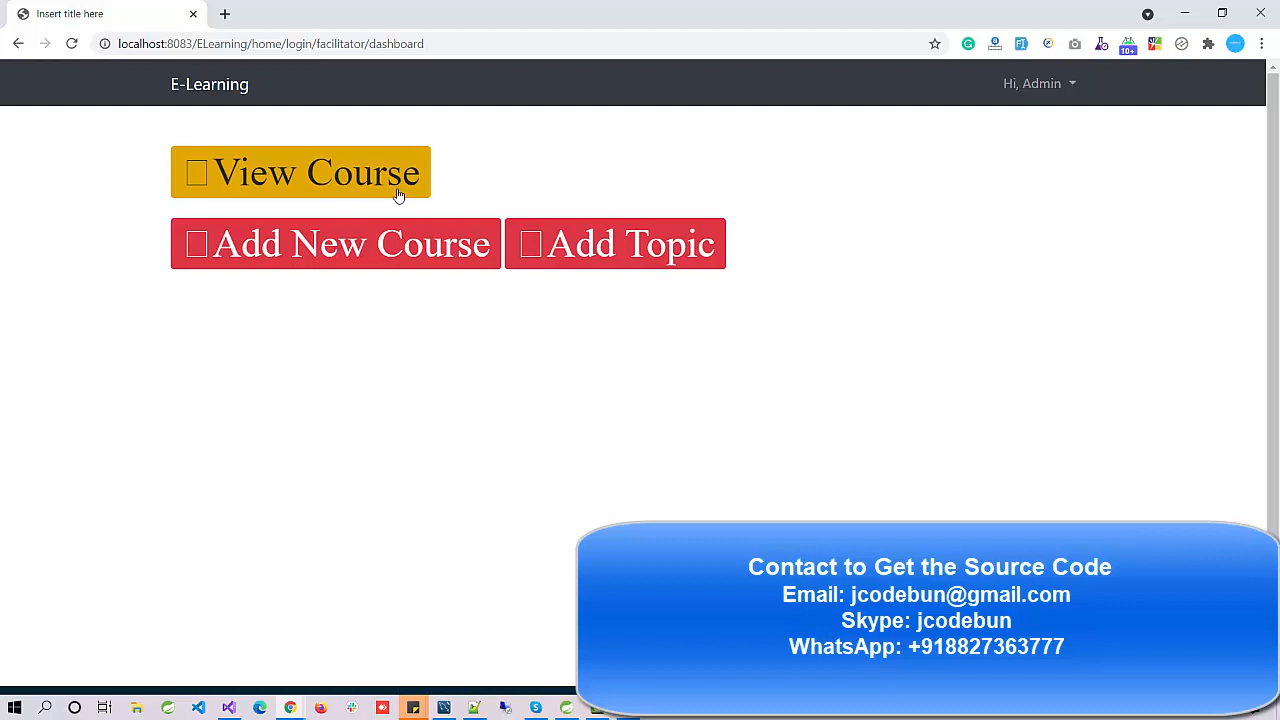 Insert title here
localhost:8083/ELearning/home/login/facilitator/dashboard
10+
E-Learning
Hi, Admin
View Course
Add New Course
Add Topic
Contact to Get the Source Code
Email: jcodebun@gmail.com
Skype: jcodebun
WhatsApp: +918827363777